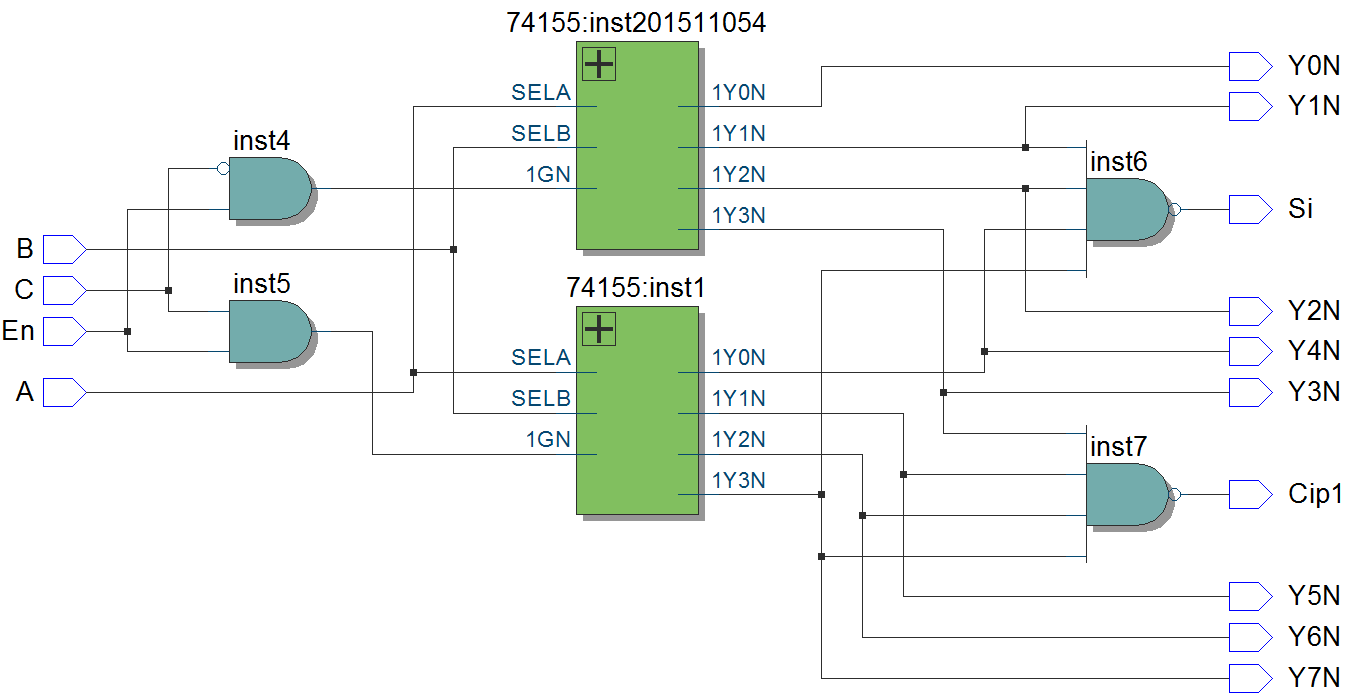 74155:inst201511054
SELA
SELB
1GN
1Y0N
1Y1N
1Y2N
1Y3N
inst4
inst5
B
C
En
A
74155:inst1
SELA
SELB
1GN
1Y0N
1Y1N
1Y2N
1Y3N
inst6
inst7
Y0N
Y1N
Si
Y2N
Y4N
Y3N
Cip1
Y5N
Y6N
Y7N